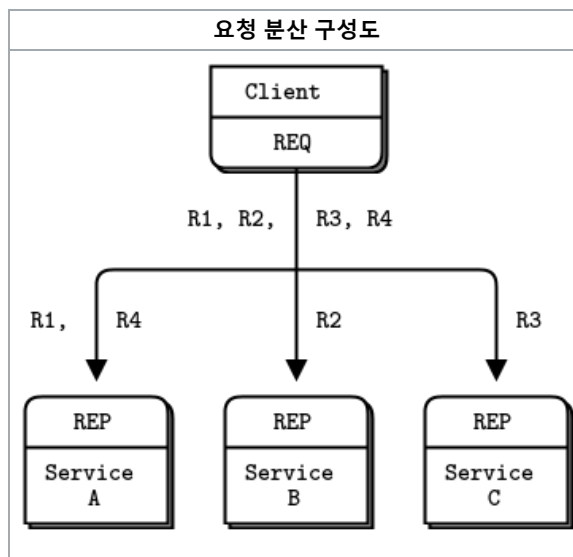 요청 분산 구성도
Client
REQ
R1, R2, R3, R4
R1, R4 R2 R3
REP REP REP
Service Service Service
A B C